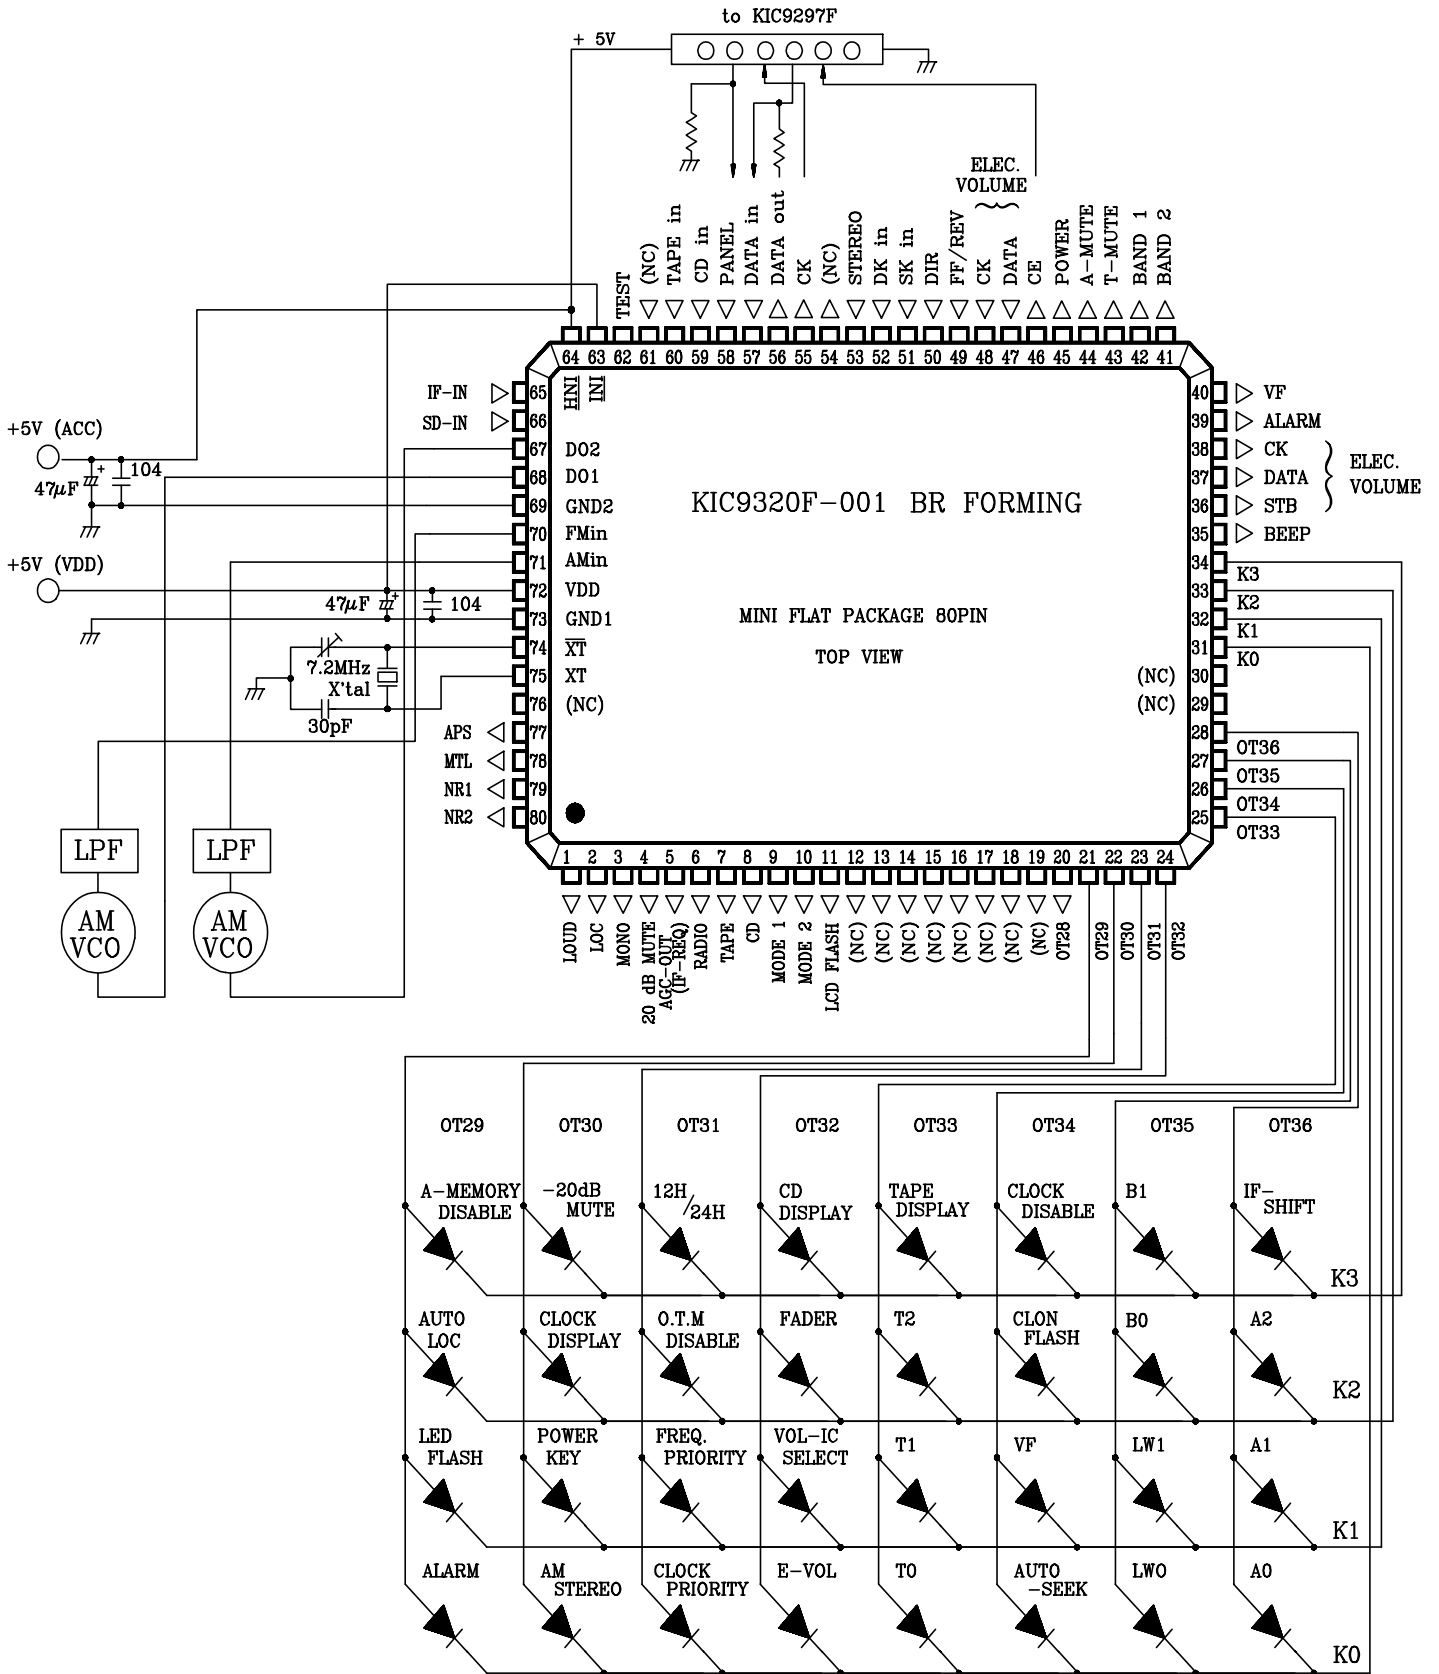 to KIC9297F
+ 5V
ELEC.
VOLUME
TEST
(NC)
TAPE in
CD in
PANEL
DATA in
DATA out
CK
(NC)
STEREO
DK in
SK in
DIR
FF/REV
CK
DATA
CE
POWER
A-MUTE
T-MUTE
BAND 1
BAND 2
64 63 62 61 60 59 58 57 56 55 54 53 52 51 50 49 48 47 46 45 44 43 42 41
HNI
INI
IF-IN 65
SD-IN 66
67 DO2
68 DO1
69 GND2
70 FMin
71 AMin
72 VDD
73 GND1
74 XT
75 XT
76 (NC)
APS 77
MTL 78
NR1 79
NR2 80
+5V (ACC)
47μF
+
104
+5V (VDD)
47μF
+
104
7.2MHz
X'tal
30pF
LPF
AM
VCO
LPF
AM
VCO
KIC9320F-001 BR FORMING
MINI FLAT PACKAGE 80PIN
TOP VIEW
40 VF
39 ALARM
38 CK
37 DATA
36 STB
35 BEEP
ELEC.
VOLUME
34
K3
33
K2
32
K1
31
K0
(NC) 30
(NC) 29
28
OT36
27
OT35
26
OT34
25
OT33
1 2 3 4 5 6 7 8 9 10 11 12 13 14 15 16 17 18 19 20 21 22 23 24
LOUD
LOC
MONO
20 dB MUTE
AGC-OUT
(IF-REQ)
RADIO
TAPE
CD
MODE 1
MODE 2
LCD FLASH
(NC)
(NC)
(NC)
(NC)
(NC)
(NC)
(NC)
(NC)
OT28
OT29
OT30
OT31
OT32
OT29 OT30 OT31 OT32 OT33 OT34 OT35 OT36
A-MEMORY
DISABLE
-20dB
MUTE
12H
/24H
CD
DISPLAY
TAPE
DISPLAY
CLOCK
DISABLE
B1
IF-
SHIFT
K3
AUTO
LOC
CLOCK
DISPLAY
O.T.M
DISABLE
FADER
T2
CLON
FLASH
B0
A2
K2
LED
FLASH
POWER
KEY
FREQ.
PRIORITY
VOL-IC
SELECT
T1
VF
LW1
A1
K1
ALARM
AM
STEREO
CLOCK
PRIORITY
E-VOL
T0
AUTO
-SEEK
LW0
A0
K0